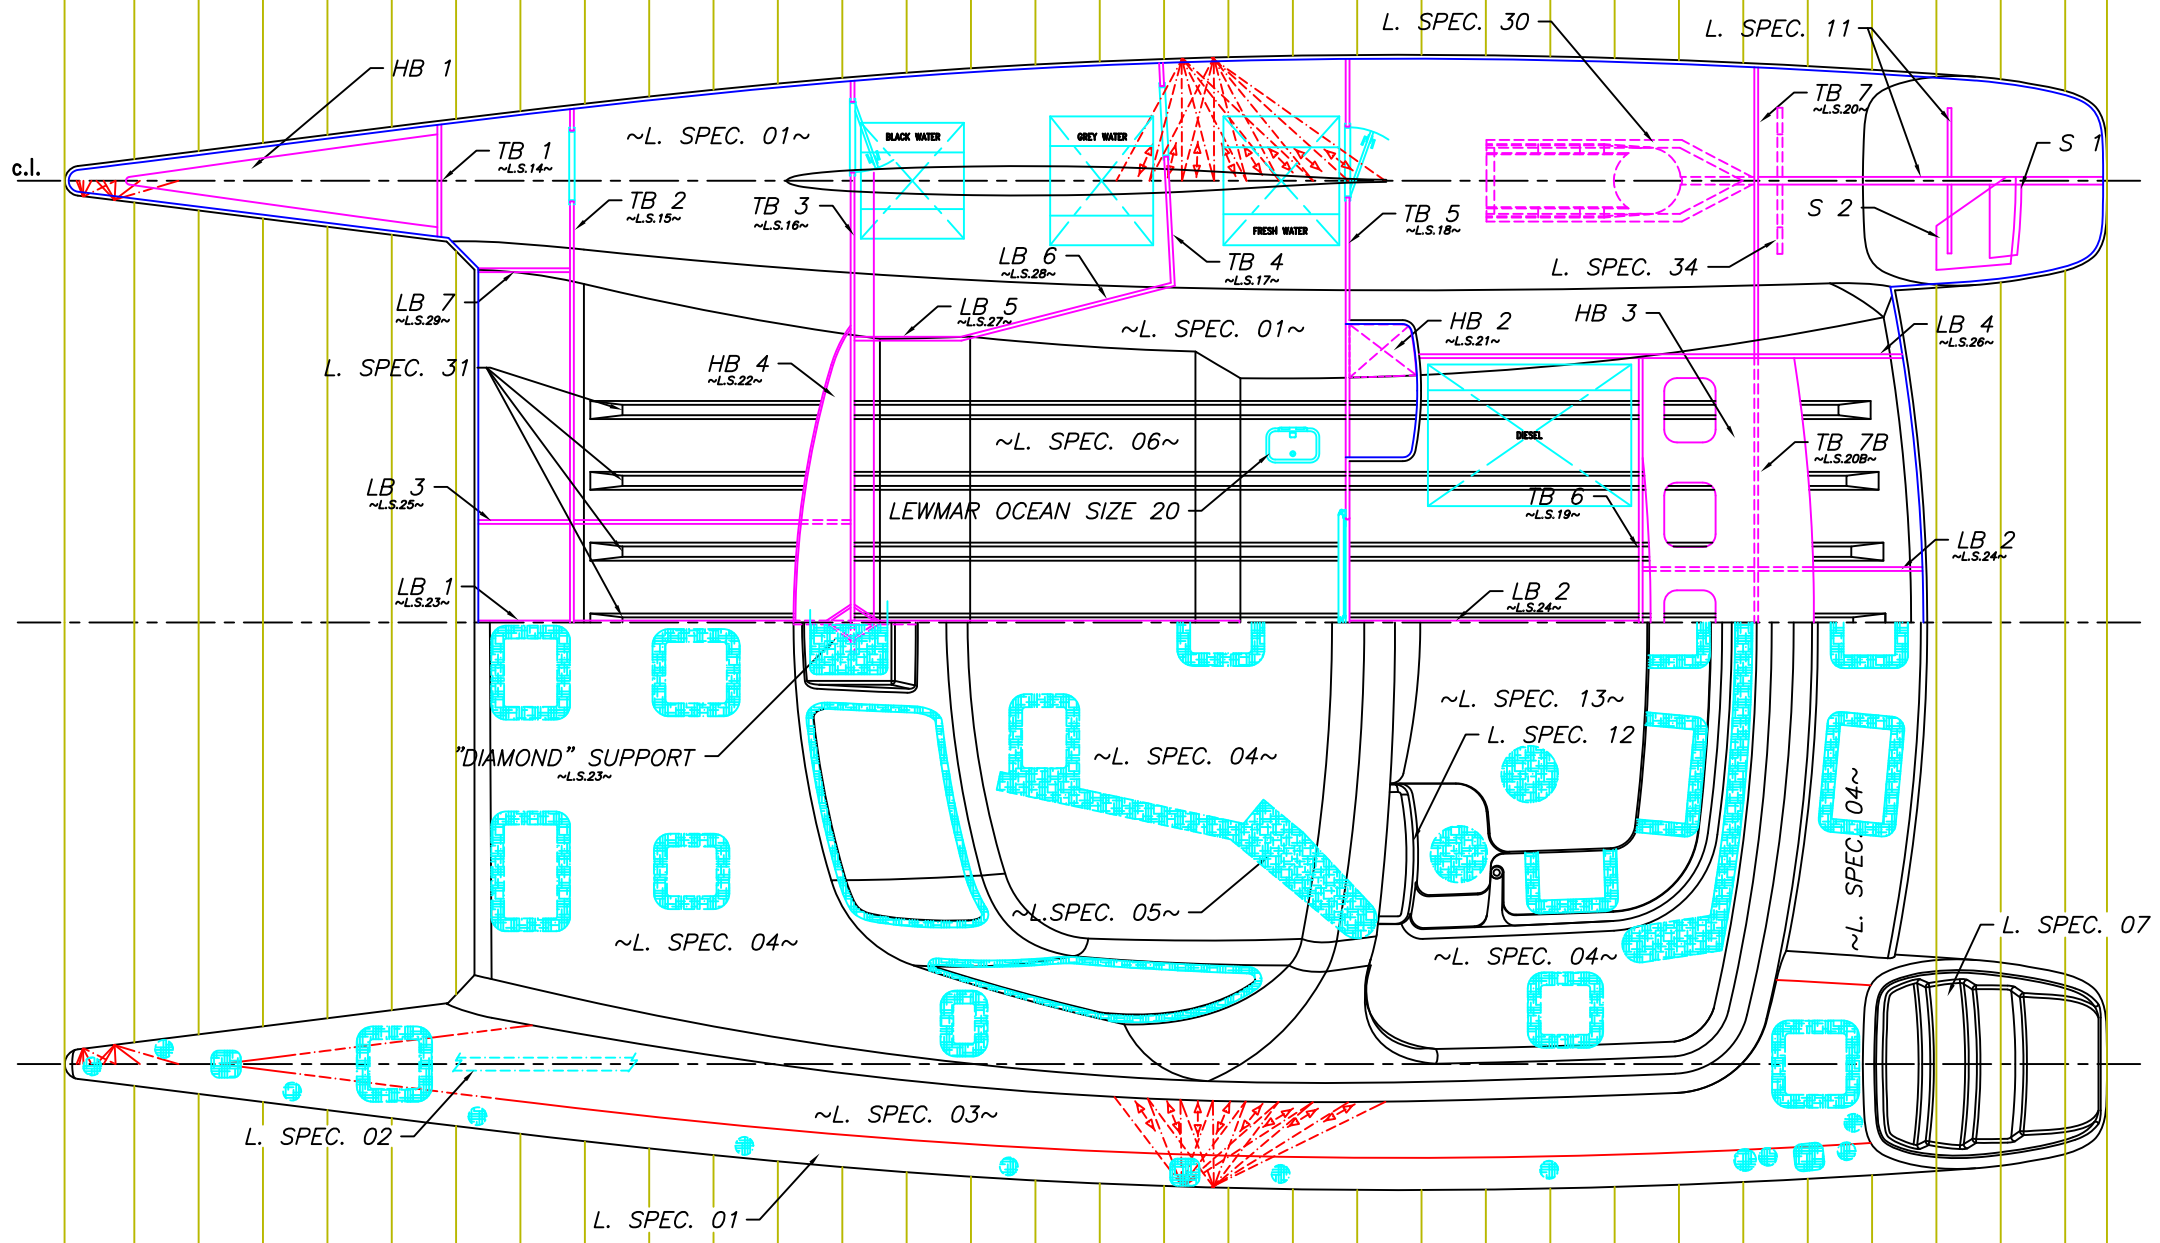 L. SPEC. 30
L. SPEC. 11
HB 1
TB 7
~L.S.20~
~L. SPEC. 01~
BLACK WATER
GREY WATER
S 1
c.l.
TB 1
~L.S.14~
TB 2
~L.S.15~
TB 3
~L.S.16~
TB 5
~L.S.18~
S 2
FRESH WATER
LB 6
~L.S.28~
TB 4
~L.S.17~
L. SPEC. 34
LB 7
~L.S.29~
LB 5
~L.S.27~
~L. SPEC. 01~
HB 2
~L.S.21~
HB 3
LB 4
~L.S.26~
L. SPEC. 31
HB 4
~L.S.22~
~L. SPEC. 06~
DIESEL
TB 7B
~L.S.20B~
LB 3
~L.S.25~
LEWMAR OCEAN SIZE 20
TB 6
~L.S.19~
LB 2
~L.S.24~
LB 1
~L.S.23~
LB 2
~L.S.24~
~L. SPEC. 13~
L. SPEC. 12
"DIAMOND" SUPPORT
~L.S.23~
~L. SPEC. 04~
~L. SPEC. 04~
~L.SPEC. 05~
L. SPEC. 07
~L. SPEC. 04~
~L. SPEC. 04~
~L. SPEC. 03~
L. SPEC. 02
L. SPEC. 01